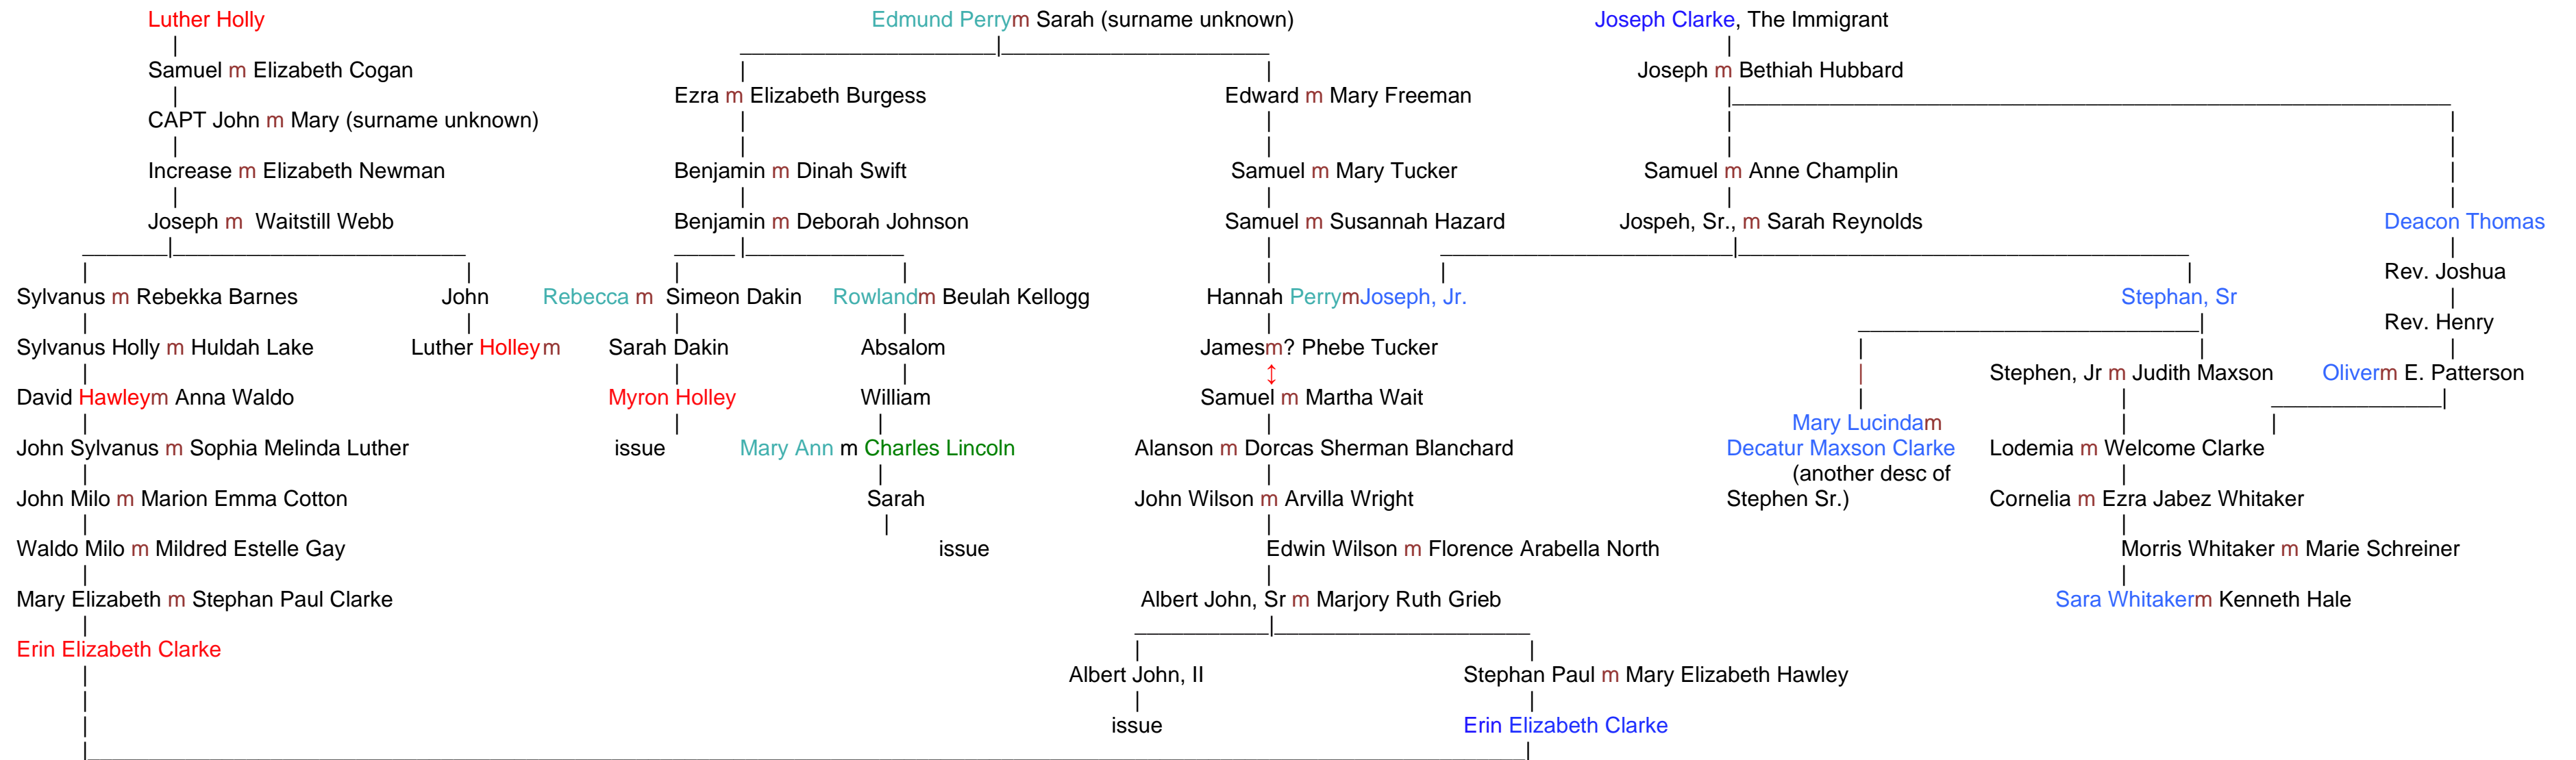 Luther Holly
Edmund Perrym Sarah (surname unknown)
Joseph Clarke, The Immigrant
Samuel m Elizabeth Cogan
Joseph m Bethiah Hubbard
Ezra m Elizabeth Burgess
Edward m Mary Freeman
CAPT John m Mary (surname unknown)
Increase m Elizabeth Newman
Benjamin m Dinah Swift
Samuel m Mary Tucker
Samuel m Anne Champlin
Joseph m Waitstill Webb
Benjamin m Deborah Johnson
Samuel m Susannah Hazard
Jospeh, Sr., m Sarah Reynolds
Deacon Thomas
Rev. Joshua
Sylvanus m Rebekka Barnes
John
Rebecca m Simeon Dakin
Rowlandm Beulah Kellogg
Hannah PerrymJoseph, Jr.
Stephan, Sr
Rev. Henry
Sylvanus Holly m Huldah Lake
Luther Holleym
Sarah Dakin
Absalom
Jamesm? Phebe Tucker
Stephen, Jr m Judith Maxson
Oliverm E. Patterson
David Hawleym Anna Waldo
Myron Holley
William
Samuel m Martha Wait
Mary Lucindam
John Sylvanus m Sophia Melinda Luther
issue
Mary Ann m Charles Lincoln
Alanson m Dorcas Sherman Blanchard
Decatur Maxson Clarke
Lodemia m Welcome Clarke
(another desc of
John Milo m Marion Emma Cotton
Sarah
John Wilson m Arvilla Wright
Stephen Sr.)
Cornelia m Ezra Jabez Whitaker
Waldo Milo m Mildred Estelle Gay
issue
Edwin Wilson m Florence Arabella North
Morris Whitaker m Marie Schreiner
Mary Elizabeth m Stephan Paul Clarke
Albert John, Sr m Marjory Ruth Grieb
Sara Whitakerm Kenneth Hale
Erin Elizabeth Clarke
Albert John, II
Stephan Paul m Mary Elizabeth Hawley
issue
Erin Elizabeth Clarke